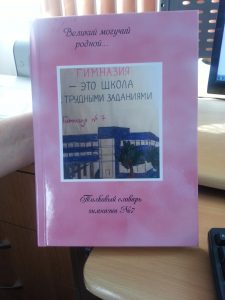 Великий могучий
родной...
ГИМНАЗИЯ
– ЭТО ШКОЛА
ТРУДНЫМИ ЗАДАНИЯМИ
Гимназия № 7
Толковый словарь
гимназии №7